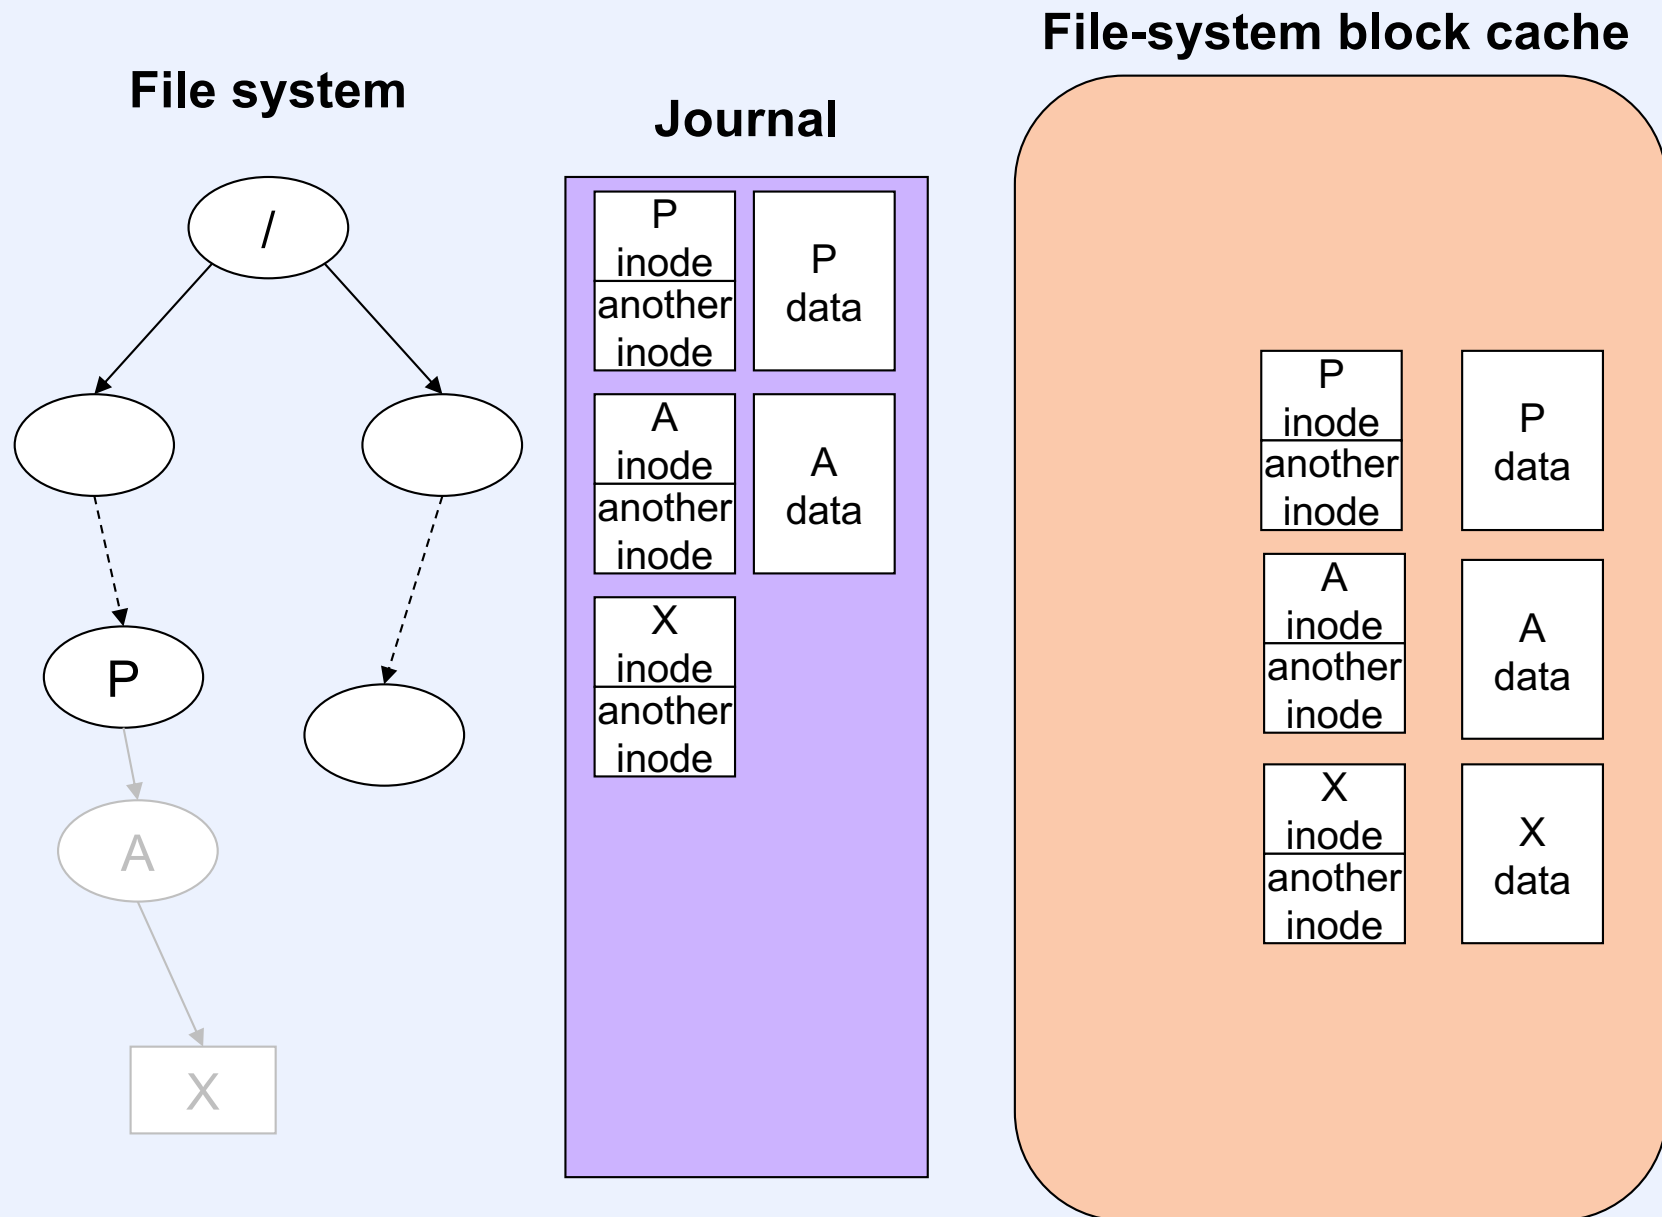 File system
/
P
A
X
Journal
P
inode
another
inode
P
data
A
inode
another
inode
A
data
X
inode
another
inode
File-system block cache
P
inode
another
inode
P
data
A
inode
another
inode
A
data
X
inode
another
inode
X
data